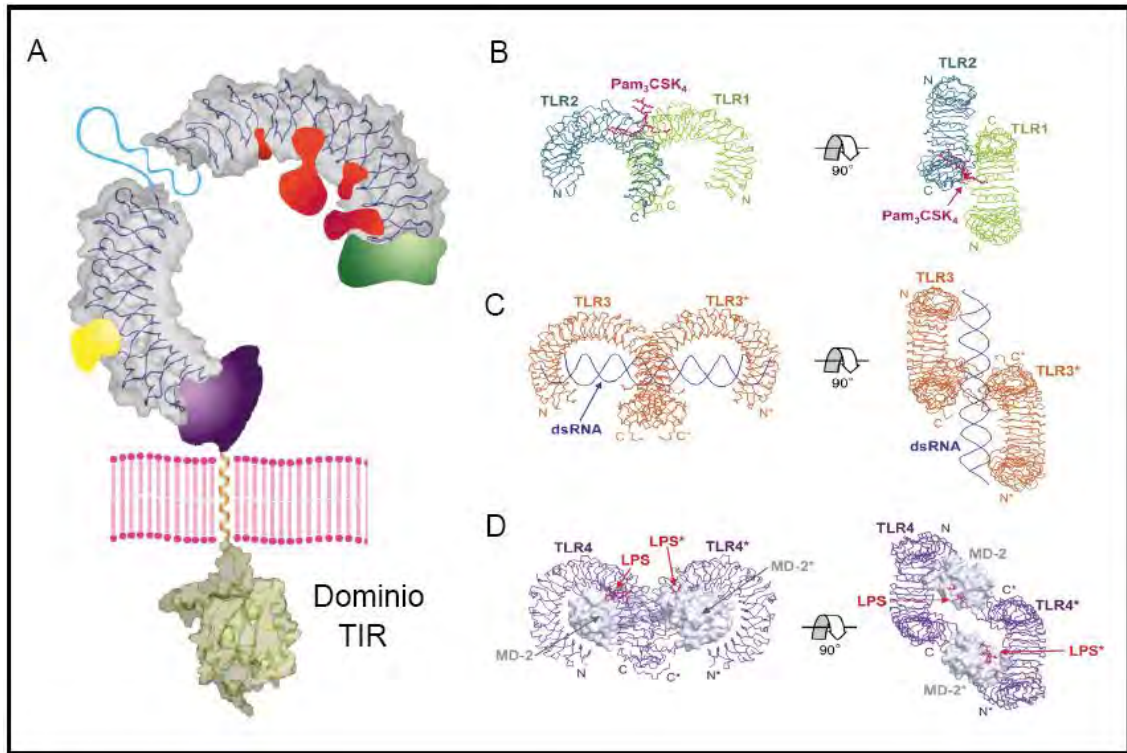 A
Dominio
TIR
B
Pam₃CSK₄
TLR2
TLR1
N
C
C
N
90°
TLR2
N
C
TLR1
C
Pam₃CSK₄
N
C
TLR3
TLR3*
N
dsRNA
C
C*
N*
90°
TLR3
N
C*
TLR3*
C
dsRNA
N*
D
TLR4
LPS
LPS*
TLR4*
MD-2*
MD-2
N
C
C*
N*
90°
TLR4
N
MD-2
LPS
C*
TLR4*
C
LPS*
MD-2*
N*